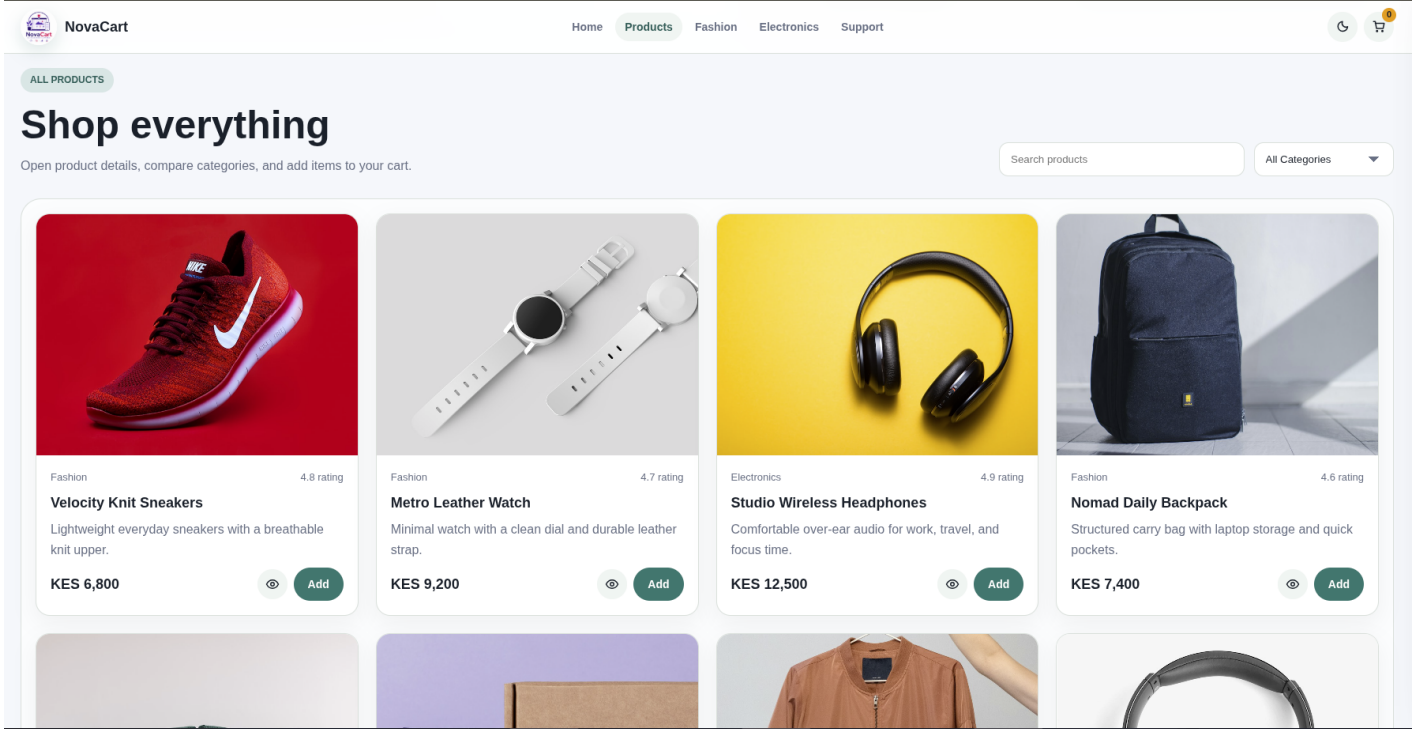 NovaCart
NovaCart
Home
Products
Fashion
Electronics
Support
0
ALL PRODUCTS
Shop everything
Open product details, compare categories, and add items to your cart.
Search products
All Categories
NIKE
Fashion
4.8 rating
Velocity Knit Sneakers
Lightweight everyday sneakers with a breathable
knit upper.
KES 6,800
Add
Fashion
4.7 rating
Metro Leather Watch
Minimal watch with a clean dial and durable leather
strap.
KES 9,200
Add
Electronics
4.9 rating
Studio Wireless Headphones
Comfortable over-ear audio for work, travel, and
focus time.
KES 12,500
Add
Fashion
4.6 rating
Nomad Daily Backpack
Structured carry bag with laptop storage and quick
pockets.
KES 7,400
Add